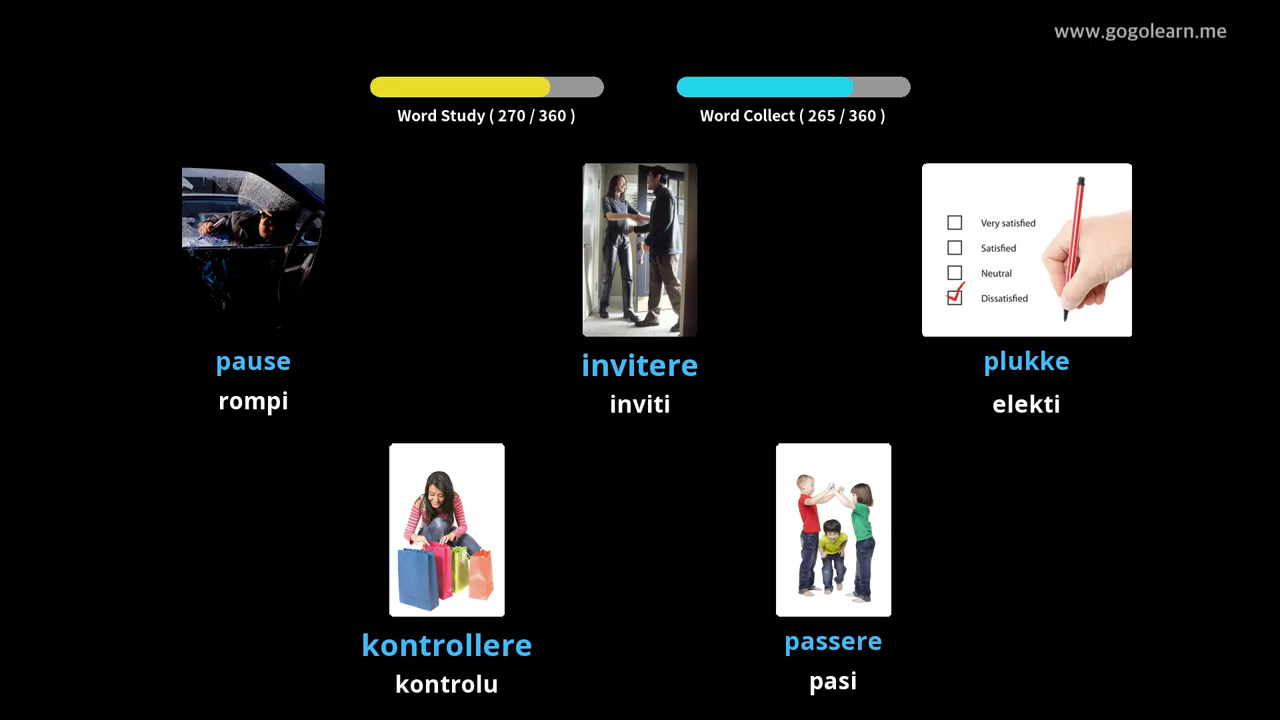 www.gogolearn.me
Word Study ( 270 / 360 )
Word Collect ( 265 / 360 )
Very satisfied
Satisfied
Neutral
Dissatisfied
pause
invitere
plukke
rompi
inviti
elekti
kontrollere
passere
kontrolu
pasi